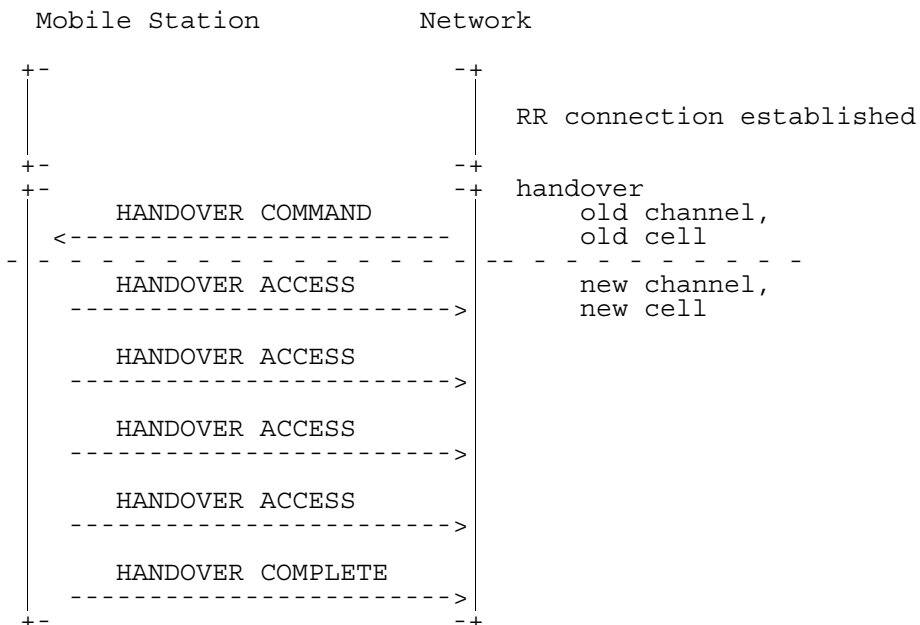 Mobile Station Network
RR connection established
handover
HANDOVER COMMAND old channel,
old cell
HANDOVER ACCESS new channel,
new cell
HANDOVER ACCESS
HANDOVER ACCESS
HANDOVER ACCESS
HANDOVER COMPLETE